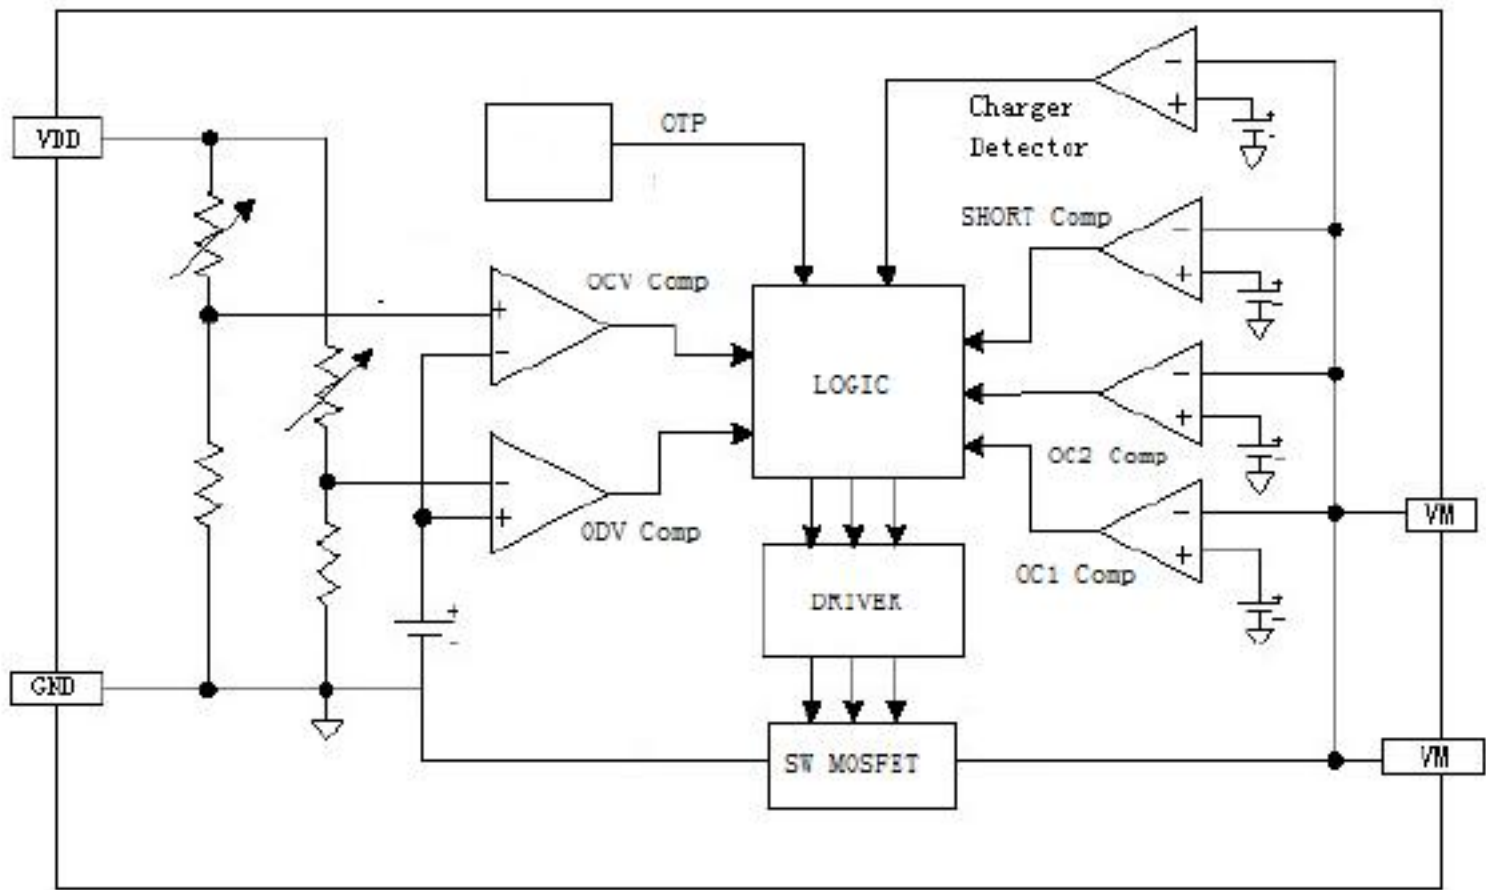 Charger
Detector
OTP
VDD
SHORT Comp
OCV Comp
LOGIC
OC2 Comp
ODV Comp
VM
OC1 Comp
DRIVER
GND
SW MOSFET
VM